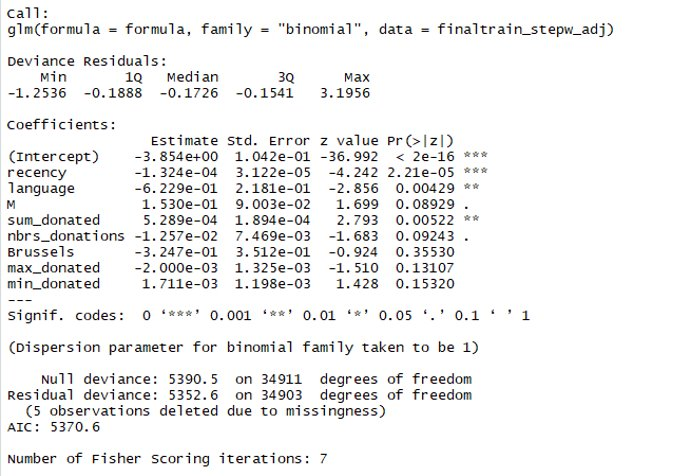 Call:
glm(formula = formula, family = "binomial", data = finaltrain_stepw_adj)
Deviance Residuals:
Min 1Q Median 3Q Max
-1.2536 -0.1888 -0.1726 -0.1541 3.1956
Coefficients:
Estimate Std. Error z value Pr(>|z|)
(Intercept) -3.854e+00 1.042e-01 -36.992 < 2e-16 ***
recency -1.324e-04 3.122e-05 -4.242 2.21e-05 ***
language -6.229e-01 2.181e-01 -2.856 0.00429 **
M 1.530e-01 9.003e-02 1.699 0.08929 .
sum_donated 5.289e-04 1.894e-04 2.793 0.00522 **
nbrs_donations -1.257e-02 7.469e-03 -1.683 0.09243 .
Brussels -3.247e-01 3.512e-01 -0.924 0.35530
max_donated -2.000e-03 1.325e-03 -1.510 0.13107
min_donated 1.711e-03 1.198e-03 1.428 0.15320
---
Signif. codes: 0 ‘***’ 0.001 ‘**’ 0.01 ‘*’ 0.05 ‘.’ 0.1 ‘ ’ 1
(Dispersion parameter for binomial family taken to be 1)
Null deviance: 5390.5 on 34911 degrees of freedom
Residual deviance: 5352.6 on 34903 degrees of freedom
(5 observations deleted due to missingness)
AIC: 5370.6
Number of Fisher Scoring iterations: 7